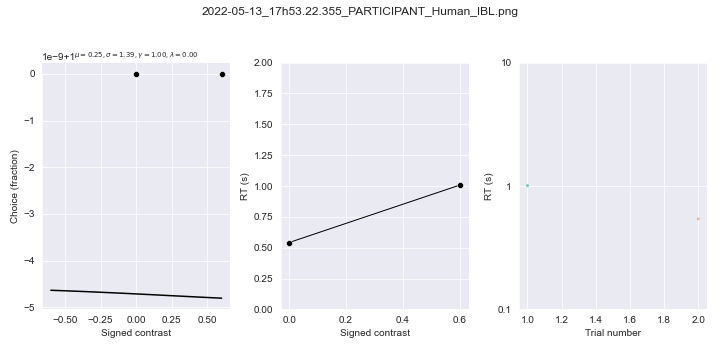 2022-05-13_17h53.22.355_PARTICIPANT_Human_IBL.png
1e−9+1
μ = 0.25, σ = 1.39, γ = 1.00, λ = 0.00
0
−1
−2
−3
−4
−5
Choice (fraction)
−0.50 −0.25 0.00 0.25 0.50
Signed contrast
2.00
1.75
1.50
1.25
1.00
0.75
0.50
0.25
0.00
RT (s)
0.0 0.2 0.4 0.6
Signed contrast
10
1
0.1
RT (s)
1.0 1.2 1.4 1.6 1.8 2.0
Trial number